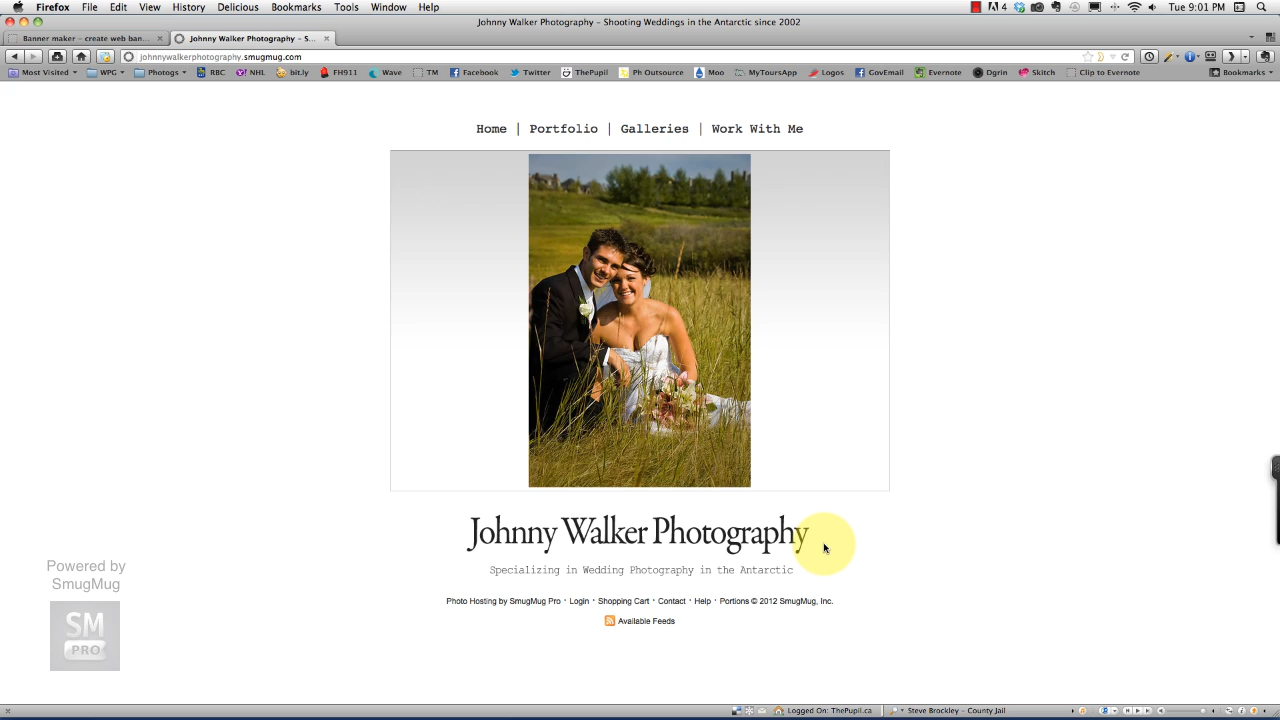 Firefox File Edit View History Delicious Bookmarks Tools Window Help
4 Tue 9:01 PM
Johnny Walker Photography – Shooting Weddings in the Antarctic since 2002
Banner maker – create web ban...
Johnny Walker Photography – S...
johnnywalkerphotography.smugmug.com
Most Visited WPG Photogs RBC NHL bit.ly FH911 Wave TM Facebook Twitter ThePupil Ph Outsource Moo MyToursApp Logos GovEmail Evernote Dgrin Skitch Clip to Evernote Bookmarks
Home | Portfolio | Galleries | Work With Me
Johnny Walker Photography
Specializing in Wedding Photography in the Antarctic
Photo Hosting by SmugMug Pro · Login · Shopping Cart · Contact · Help · Portions © 2012 SmugMug, Inc.
Available Feeds
Powered by
SmugMug
SM
PRO
Logged On: ThePupil.ca
Steve Brockley – County Jail